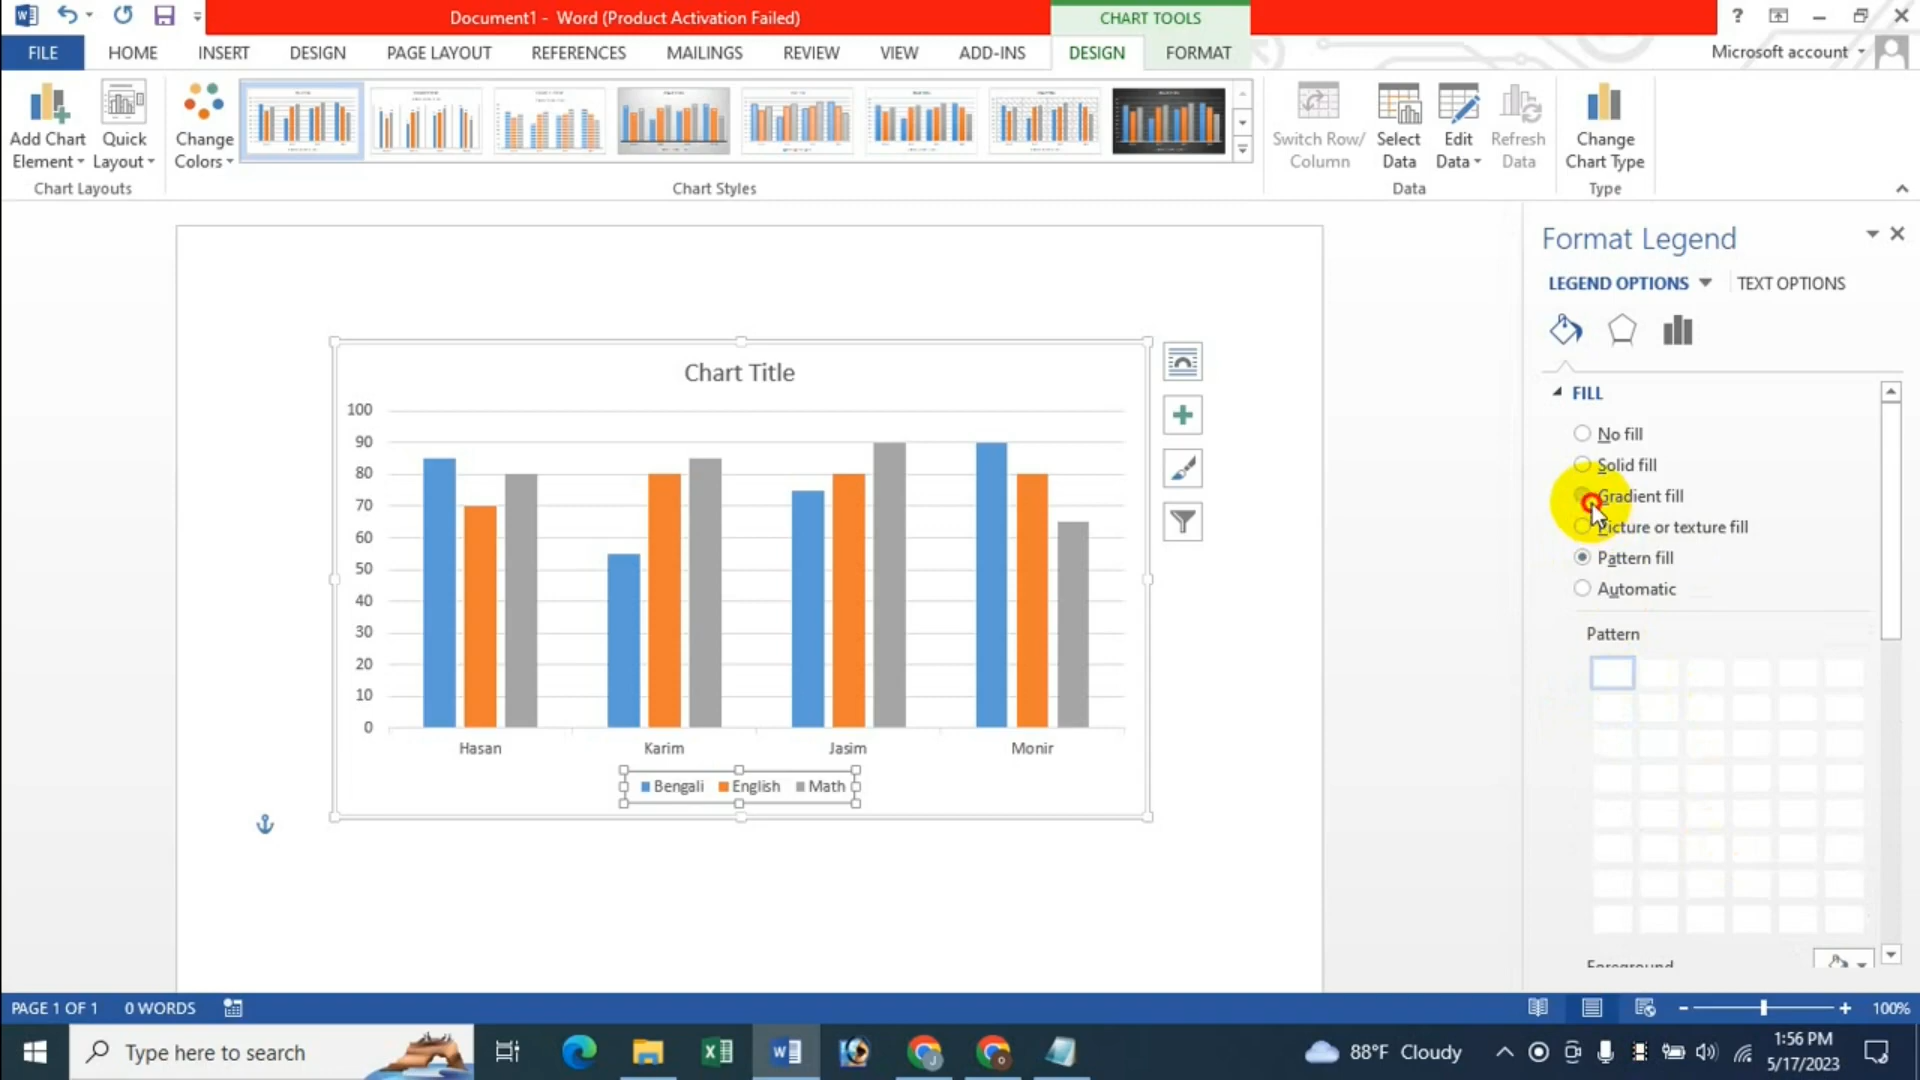 Document1 - Word (Product Activation Failed)
CHART TOOLS
?
FILE
HOME
INSERT
DESIGN
PAGE LAYOUT
REFERENCES
MAILINGS
REVIEW
VIEW
ADD-INS
DESIGN
FORMAT
Microsoft account
Add Chart
Element
Quick
Layout
Change
Colors
Switch Row/
Column
Select
Data
Edit
Data
Refresh
Data
Change
Chart Type
Chart Layouts
Chart Styles
Data
Type
Format Legend
LEGEND OPTIONS
TEXT OPTIONS
FILL
No fill
Solid fill
Gradient fill
Picture or texture fill
Pattern fill
Automatic
Pattern
Foreground
Chart Title
100
90
80
70
60
50
40
30
20
10
0
Hasan
Karim
Jasim
Monir
Bengali
English
Math
PAGE 1 OF 1
0 WORDS
100%
Type here to search
88°F Cloudy
1:56 PM
5/17/2023